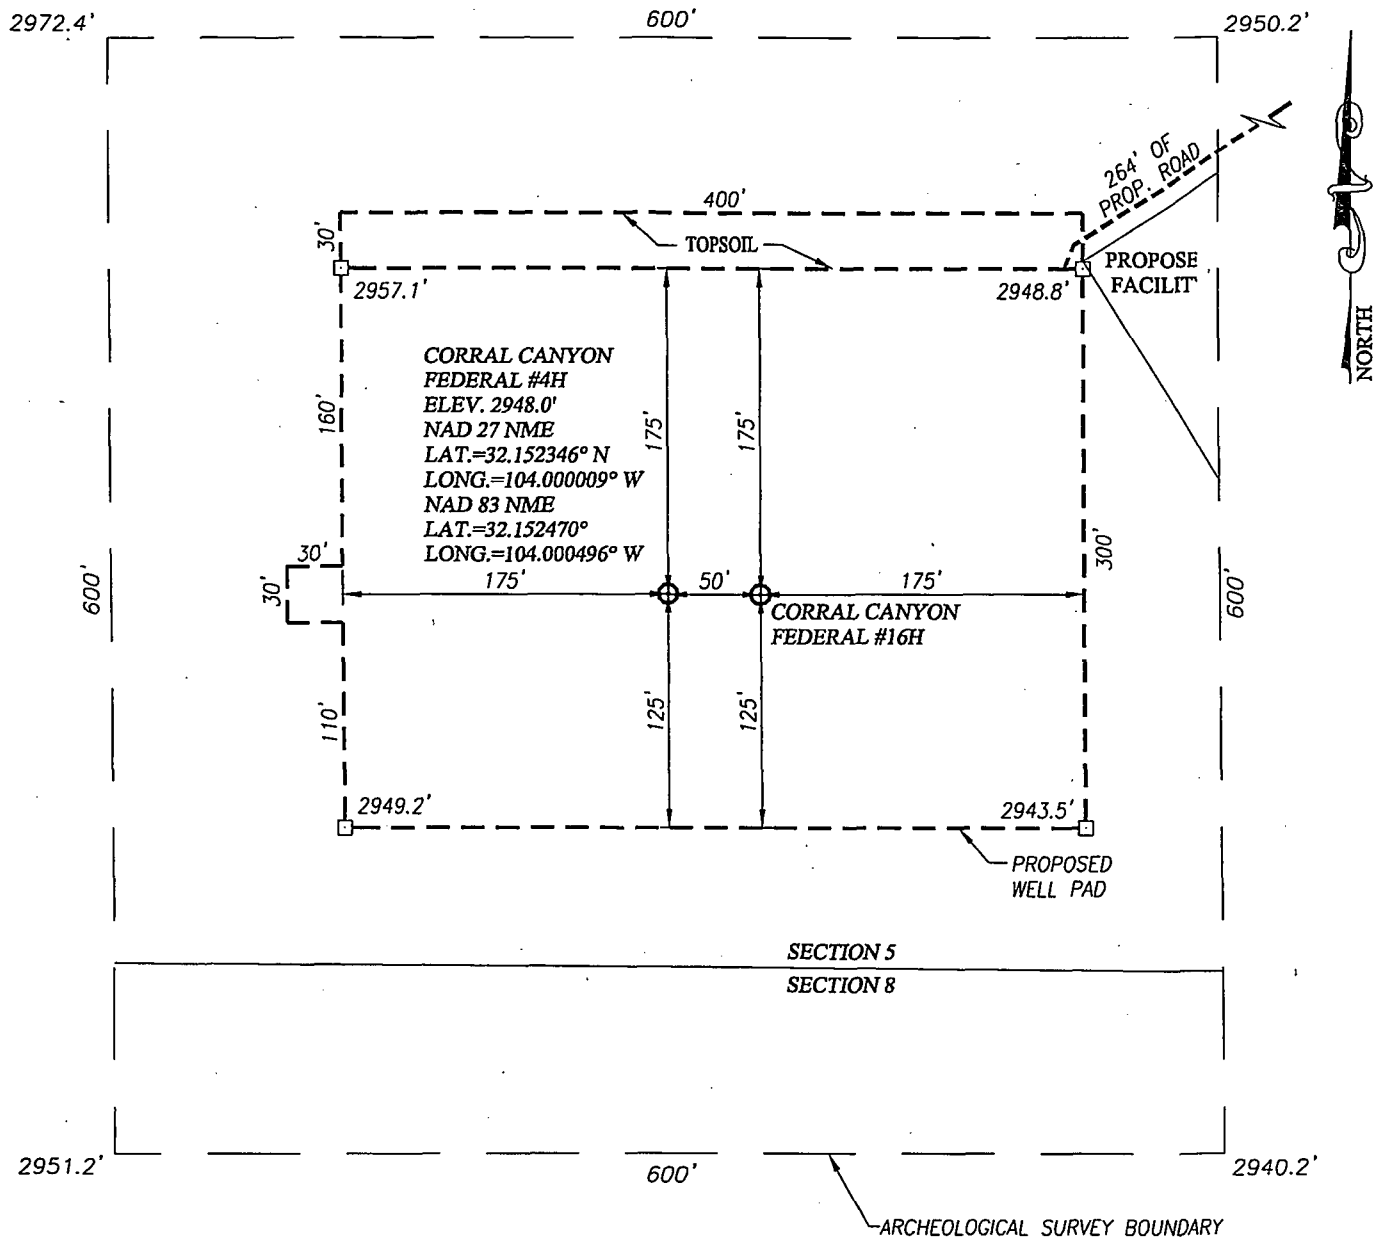 2972.4'
600'
2950.2'
264' OF
PROP. ROAD
NORTH
400'
30'
TOPSOIL
PROPOSE
FACILIT
2957.1'
2948.8'
CORRAL CANYON
FEDERAL #4H
ELEV. 2948.0'
NAD 27 NME
LAT.=32.152346° N
LONG.=104.000009° W
NAD 83 NME
LAT.=32.152470°
LONG.=104.000496° W
160'
175'
175'
300'
30'
30'
175'
50'
175'
600'
600'
CORRAL CANYON
FEDERAL #16H
110'
125'
125'
2949.2'
2943.5'
PROPOSED
WELL PAD
SECTION 5
SECTION 8
2951.2'
600'
2940.2'
ARCHEOLOGICAL SURVEY BOUNDARY